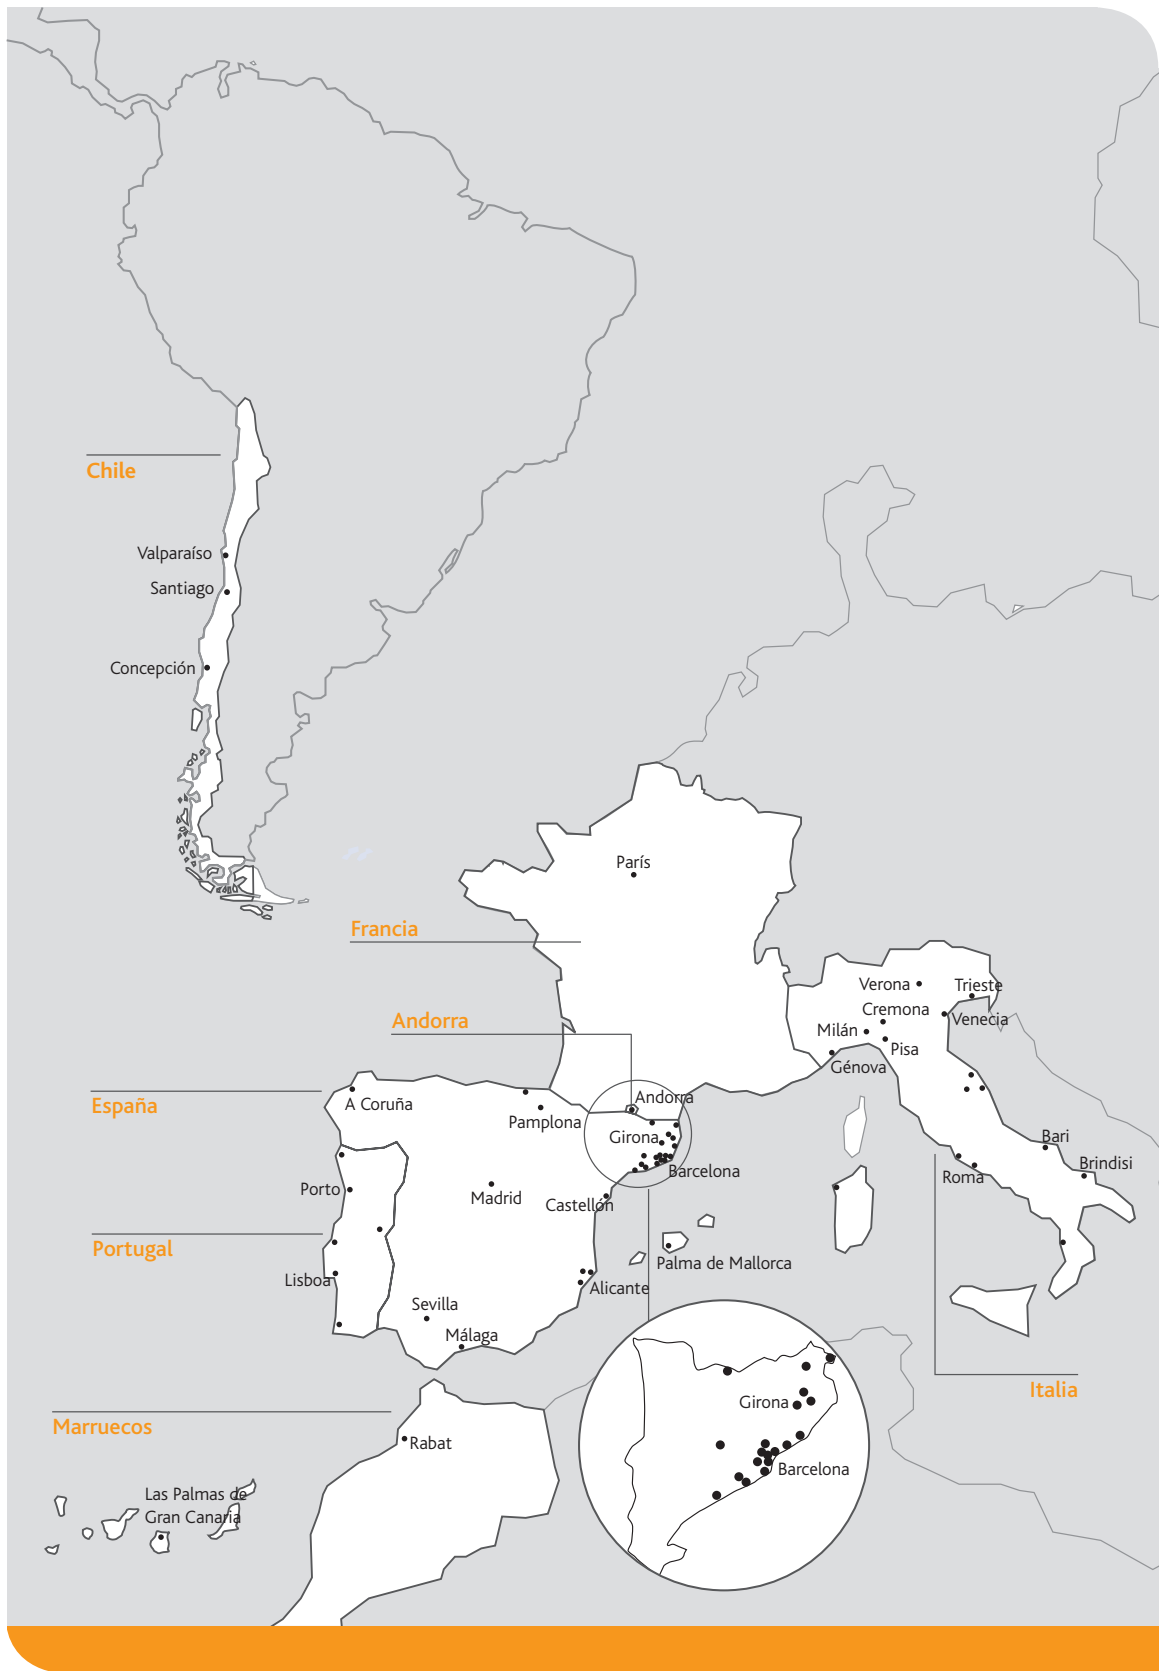 Chile
Valparaíso
Santiago
Concepción
París
Francia
Verona
Trieste
Cremona
Venecia
Milán
Pisa
Génova
Andorra
Andorra
España
A Coruña
Pamplona
Girona
Bari
Barcelona
Brindisi
Roma
Porto
Madrid
Castellón
Portugal
Palma de Mallorca
Lisboa
Alicante
Sevilla
Málaga
Italia
Girona
Marruecos
Rabat
Barcelona
Las Palmas de
Gran Canaria